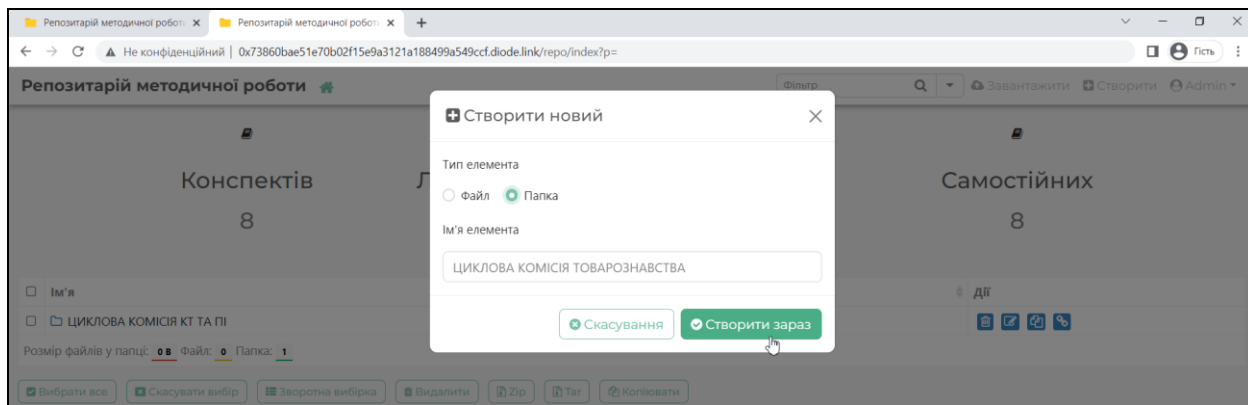 Репозитарій методичної роботи
Репозитарій методичної роботи
Не конфіденційний | 0x73860bae51e70b02f15e9a3121a188499a549ccf.diode.link/repo/index?p=
Гість
Репозитарій методичної роботи
Фільтр
Завантажити Створити Admin
Створити новий
Конспектів
Самостійних
8
8
Тип елемента
Файл Папка
Ім'я елемента
ЦИКЛОВА КОМІСІЯ ТОВАРОЗНАВСТВА
Скасування Створити зараз
Ім'я
Дії
ЦИКЛОВА КОМІСІЯ КТ ТА ПІ
Розмір файлів у папці: 0 B Файл: 0 Папка: 1
Вибрати все Скасувати вибір Зворотна вибірка Видалити Zip Tar Копіювати